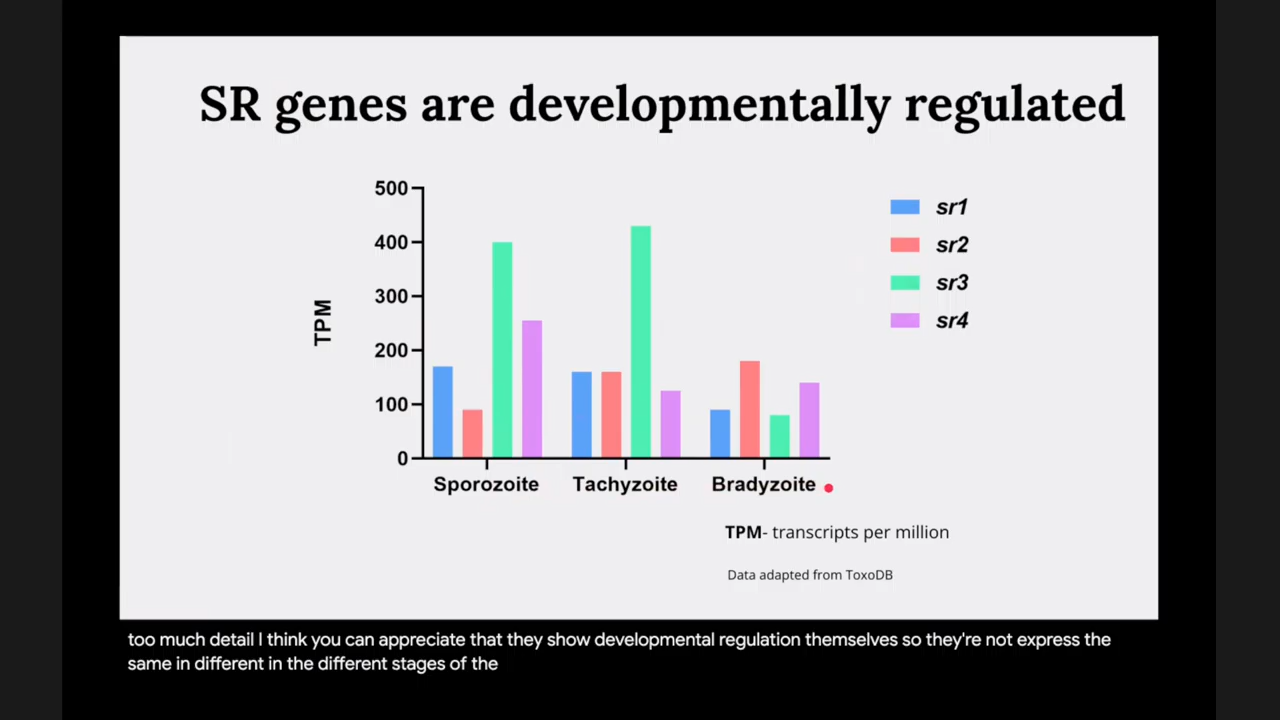 SR genes are developmentally regulated
500
400
300
200
100
0
TPM
sr1
sr2
sr3
sr4
Sporozoite Tachyzoite Bradyzoite
TPM- transcripts per million
Data adapted from ToxoDB
too much detail I think you can appreciate that they show developmental regulation themselves so they're not express the
same in different in the different stages of the